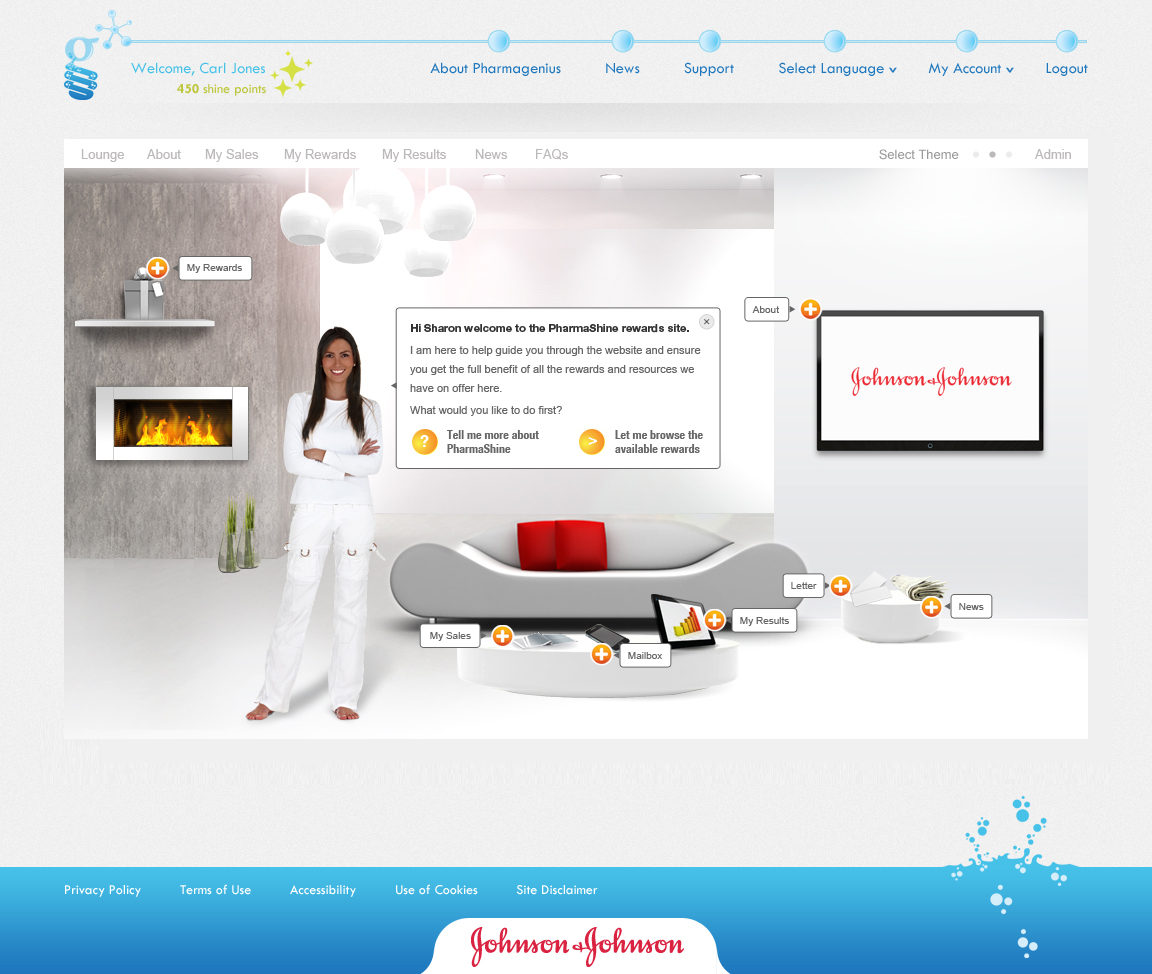 g
Welcome, Carl Jones
450 shine points
About Pharmagenius
News
Support
Select Language
My Account
Logout
Lounge
About
My Sales
My Rewards
My Results
News
FAQs
Select Theme
Admin
My Rewards
About
Hi Sharon welcome to the PharmaShine rewards site.
I am here to help guide you through the website and ensure
you get the full benefit of all the rewards and resources we
have on offer here.
What would you like to do first?
?
Tell me more about
PharmaShine
>
Let me browse the
available rewards
Johnson & Johnson
Letter
News
My Results
My Sales
Mailbox
Privacy Policy
Terms of Use
Accessibility
Use of Cookies
Site Disclaimer
Johnson & Johnson